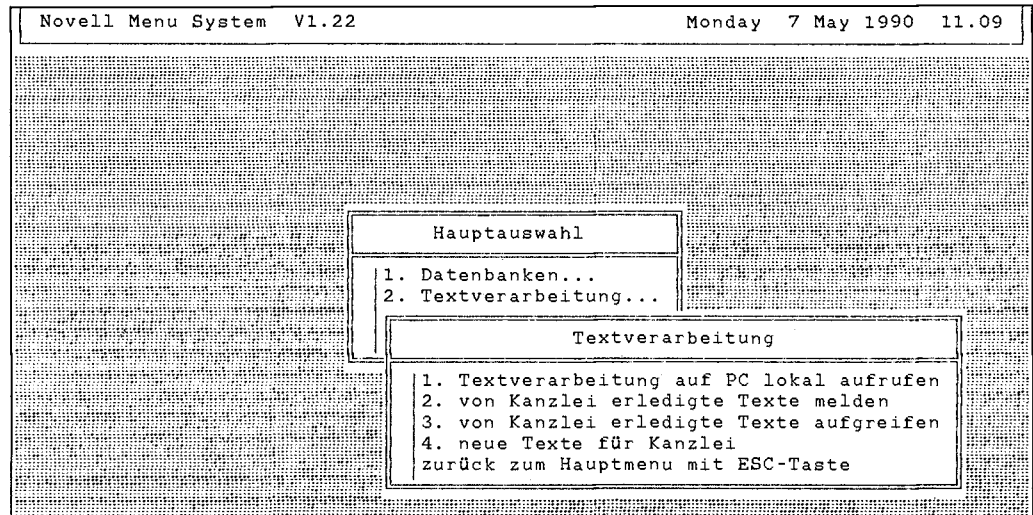 Novell Menu System V1.22 Monday 7 May 1990 11.09
Hauptauswahl
1. Datenbanken...
2. Textverarbeitung...
Textverarbeitung
1. Textverarbeitung auf PC lokal aufrufen
2. von Kanzlei erledigte Texte melden
3. von Kanzlei erledigte Texte aufgreifen
4. neue Texte für Kanzlei
zurück zum Hauptmenu mit ESC-Taste